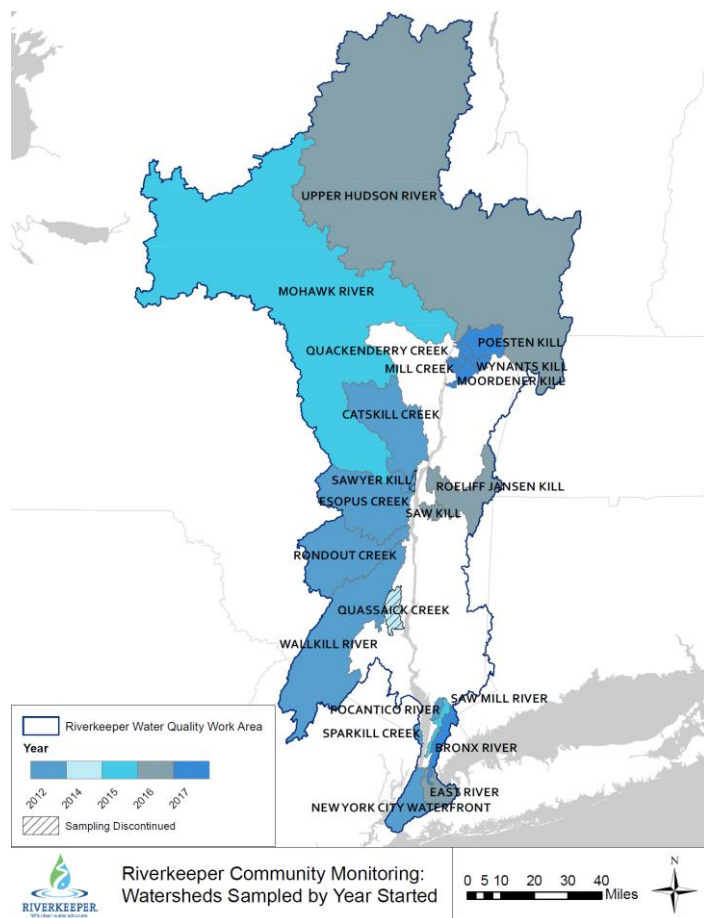 UPPER HUDSON RIVER
MOHAWK RIVER
POESTEN KILL
QUACKENDERRY CREEK
WYNANTS KILL
MILL CREEK
MOORDENER KILL
CATSKILL CREEK
SAWYER KILL
ROELIFF JANSEN KILL
ESOPUS CREEK
SAW KILL
RONDOUT CREEK
QUASSAICK CREEK
WALLKILL RIVER
SAW MILL RIVER
POCANTICO RIVER
SPARKILL CREEK
BRONX RIVER
EAST RIVER
NEW YORK CITY WATERFRONT
Riverkeeper Water Quality Work Area
Year
2012 2014 2015 2016 2017
Sampling Discontinued
RIVERKEEPER.
NY's clean water advocate
Riverkeeper Community Monitoring:
Watersheds Sampled by Year Started
0 5 10 20 30 40
Miles
N